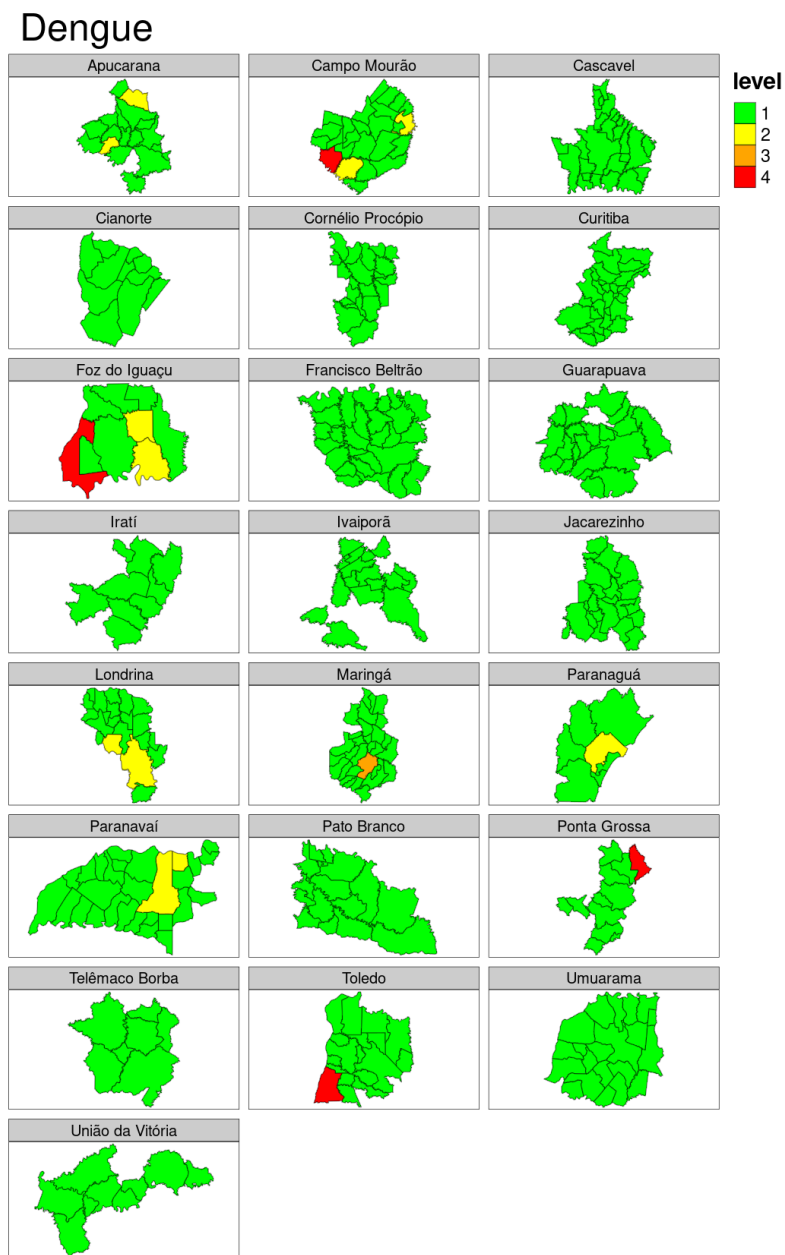 Dengue
Apucarana
Campo Mourão
Cascavel
level
1
2
3
4
Cianorte
Cornélio Procópio
Curitiba
Foz do Iguaçu
Francisco Beltrão
Guarapuava
Iratí
Ivaiporã
Jacarezinho
Londrina
Maringá
Paranaguá
Paranavaí
Pato Branco
Ponta Grossa
Telêmaco Borba
Toledo
Umuarama
União da Vitória